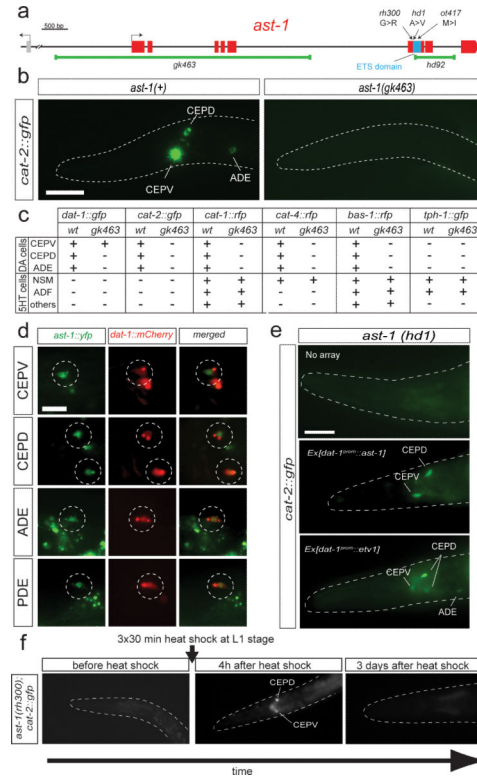 a
ast-1
500 bp
rh300 hd1 ot417
G>R A>V M>I
gk463
ETS domain
hd92
b
ast-1(+) ast-1(gk463)
cat-2::gfp
CEPD
CEPV
ADE
c
dat-1::gfp cat-2::gfp cat-1::rfp cat-4::rfp bas-1::rfp tph-1::gfp
wt gk463 wt gk463 wt gk463 wt gk463 wt gk463 wt gk463
DA cells
CEPV + + + - + - + - + - - -
CEPD + - + - + - + - + - - -
ADE + - + - + - + - + - - -
5HT cells
NSM - - - - + + + + + + + +
ADF - - - - + + + + + + + +
others - - - - + + - - + + - -
d
ast-1::yfp dat-1::mCherry merged
CEPV
CEPD
ADE
PDE
e
ast-1 (hd1)
cat-2::gfp
No array
Ex[dat-1prom::ast-1]
CEPD
CEPV
Ex[dat-1prom::etv1]
CEPD
CEPV
ADE
3x30 min heat shock at L1 stage
f
before heat shock 4h after heat shock 3 days after heat shock
ast-1(rh300);
cat-2::gfp
CEPD
CEPV
time